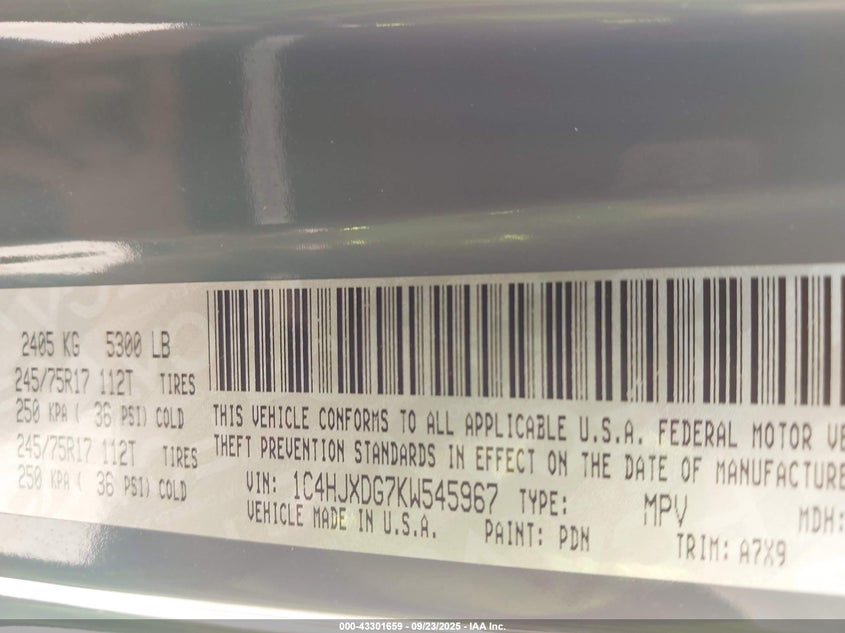 2405 KG 5300 LB
245/75R17 112T TIRES
250 KPA ( 36 PSI) COLD
245/75R17 112T TIRES
250 KPA ( 36 PSI) COLD
THIS VEHICLE CONFORMS TO ALL APPLICABLE U.S.A. FEDERAL MOTOR VE
THEFT PREVENTION STANDARDS IN EFFECT ON THE DATE OF MANUFACTURE
VIN: 1C4HJXDG7KW545967 TYPE: MPV MDH:
VEHICLE MADE IN U.S.A. PAINT: PDN TRIM: A7X9
000-43301659 - 09/23/2025 - IAA Inc.